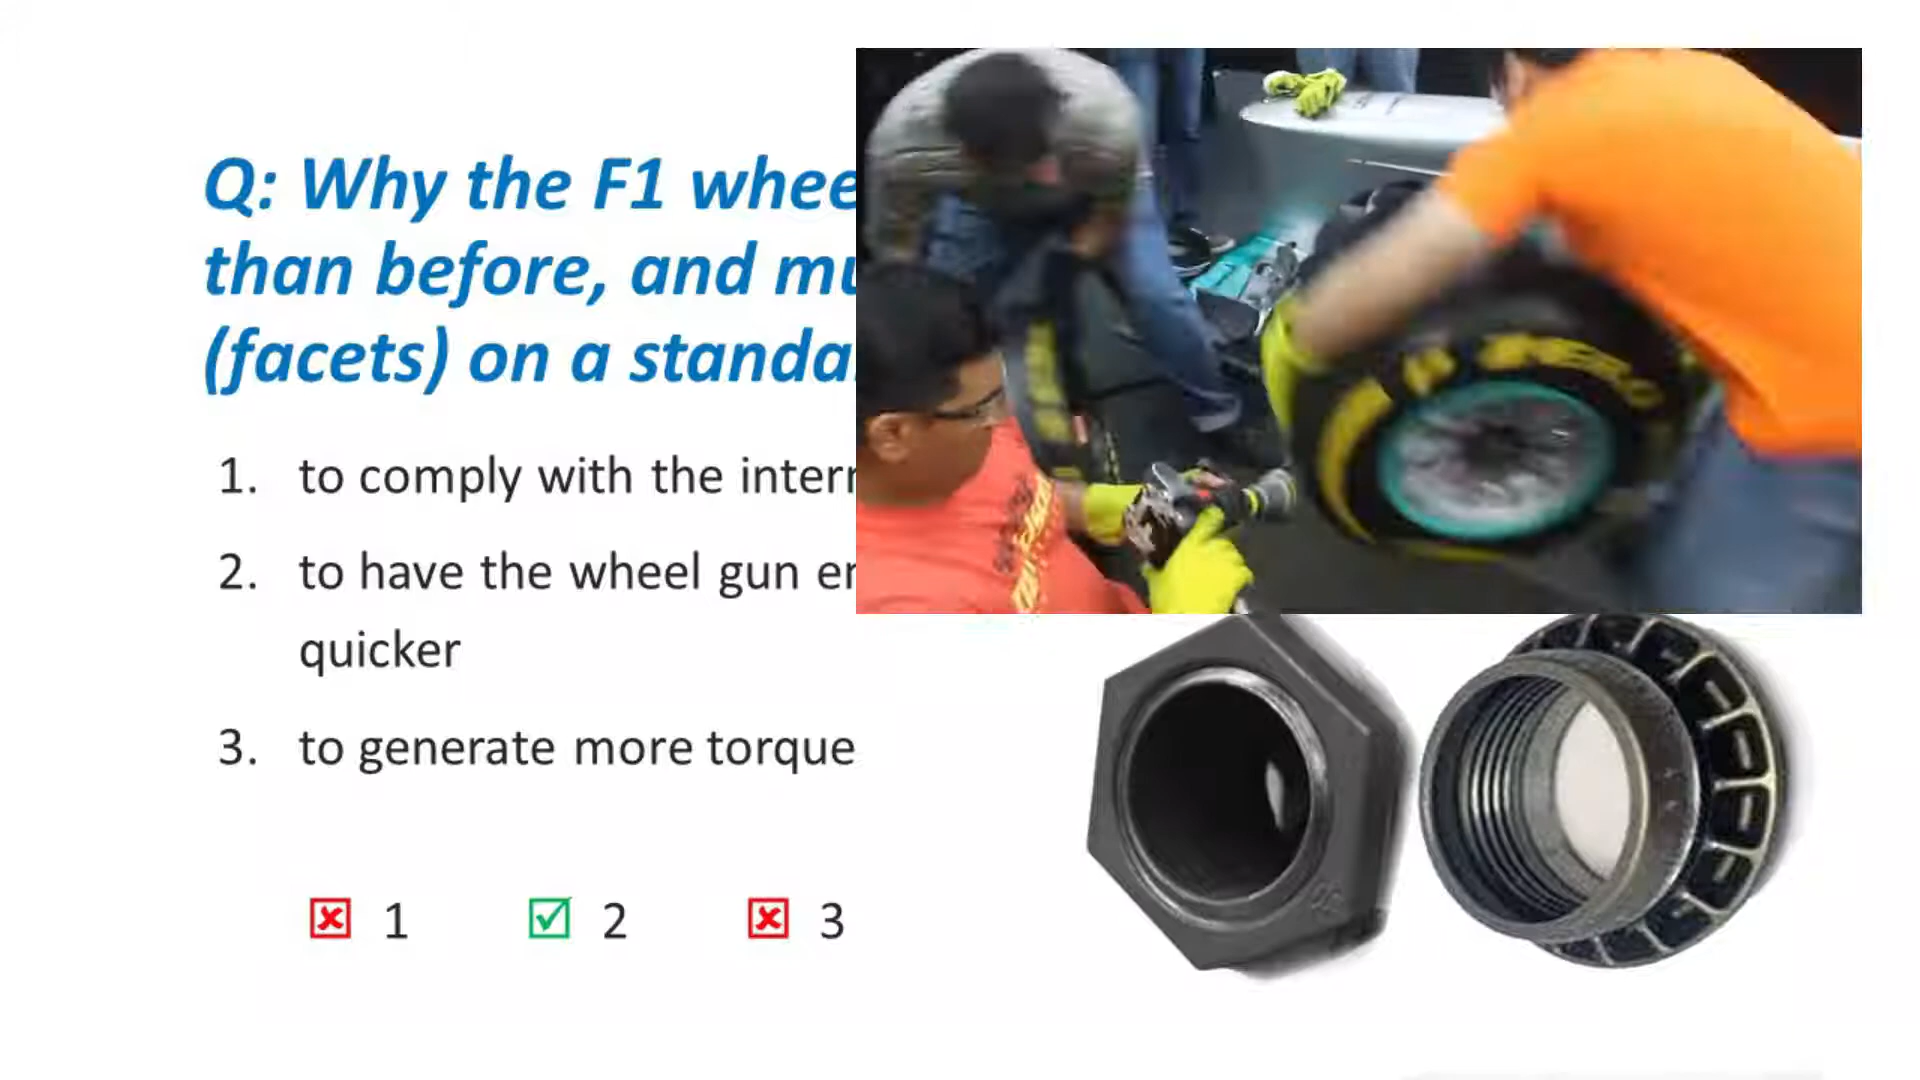 Q: Why the F1 whee
than before, and mu
(facets) on a standa
1. to comply with the intern
2. to have the wheel gun en
quicker
3. to generate more torque
1 2 3